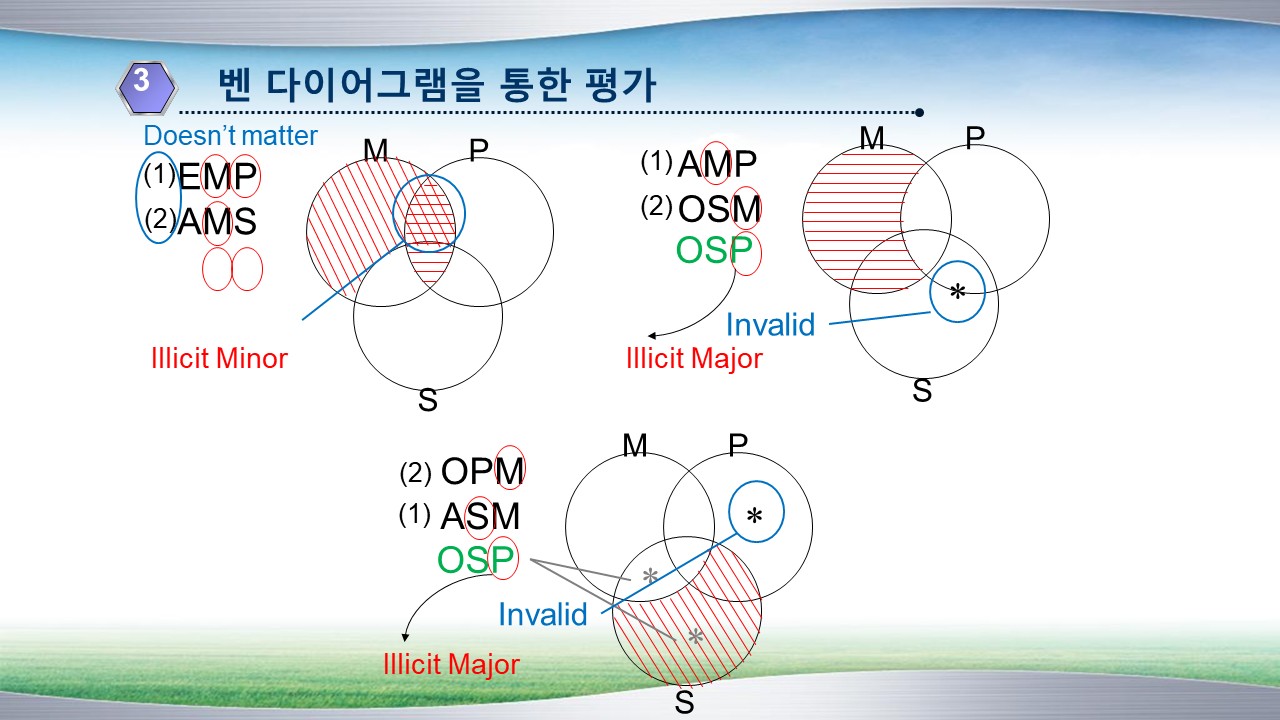 3 벤 다이어그램을 통한 평가
Doesn't matter
(1) EMP
(2) AMS
M
P
S
Illicit Minor
(1) AMP
(2) OSM
OSP
M
P
*
S
Invalid
Illicit Major
(2) OPM
(1) ASM
OSP
M
P
*
*
*
S
Invalid
Illicit Major